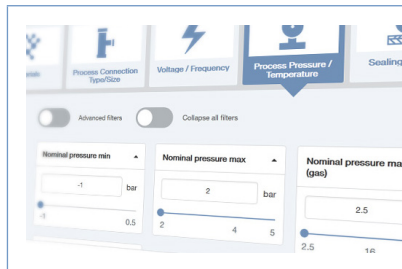 Process Connection
Type/Size
Voltage / Frequency
Process Pressure /
Temperature
Sealing
Advanced filters
Collapse all filters
Nominal pressure min
Nominal pressure max
Nominal pressure ma
(gas)
-1
bar
2
bar
2.5
-1
0.5
2
4
5
2.5
16